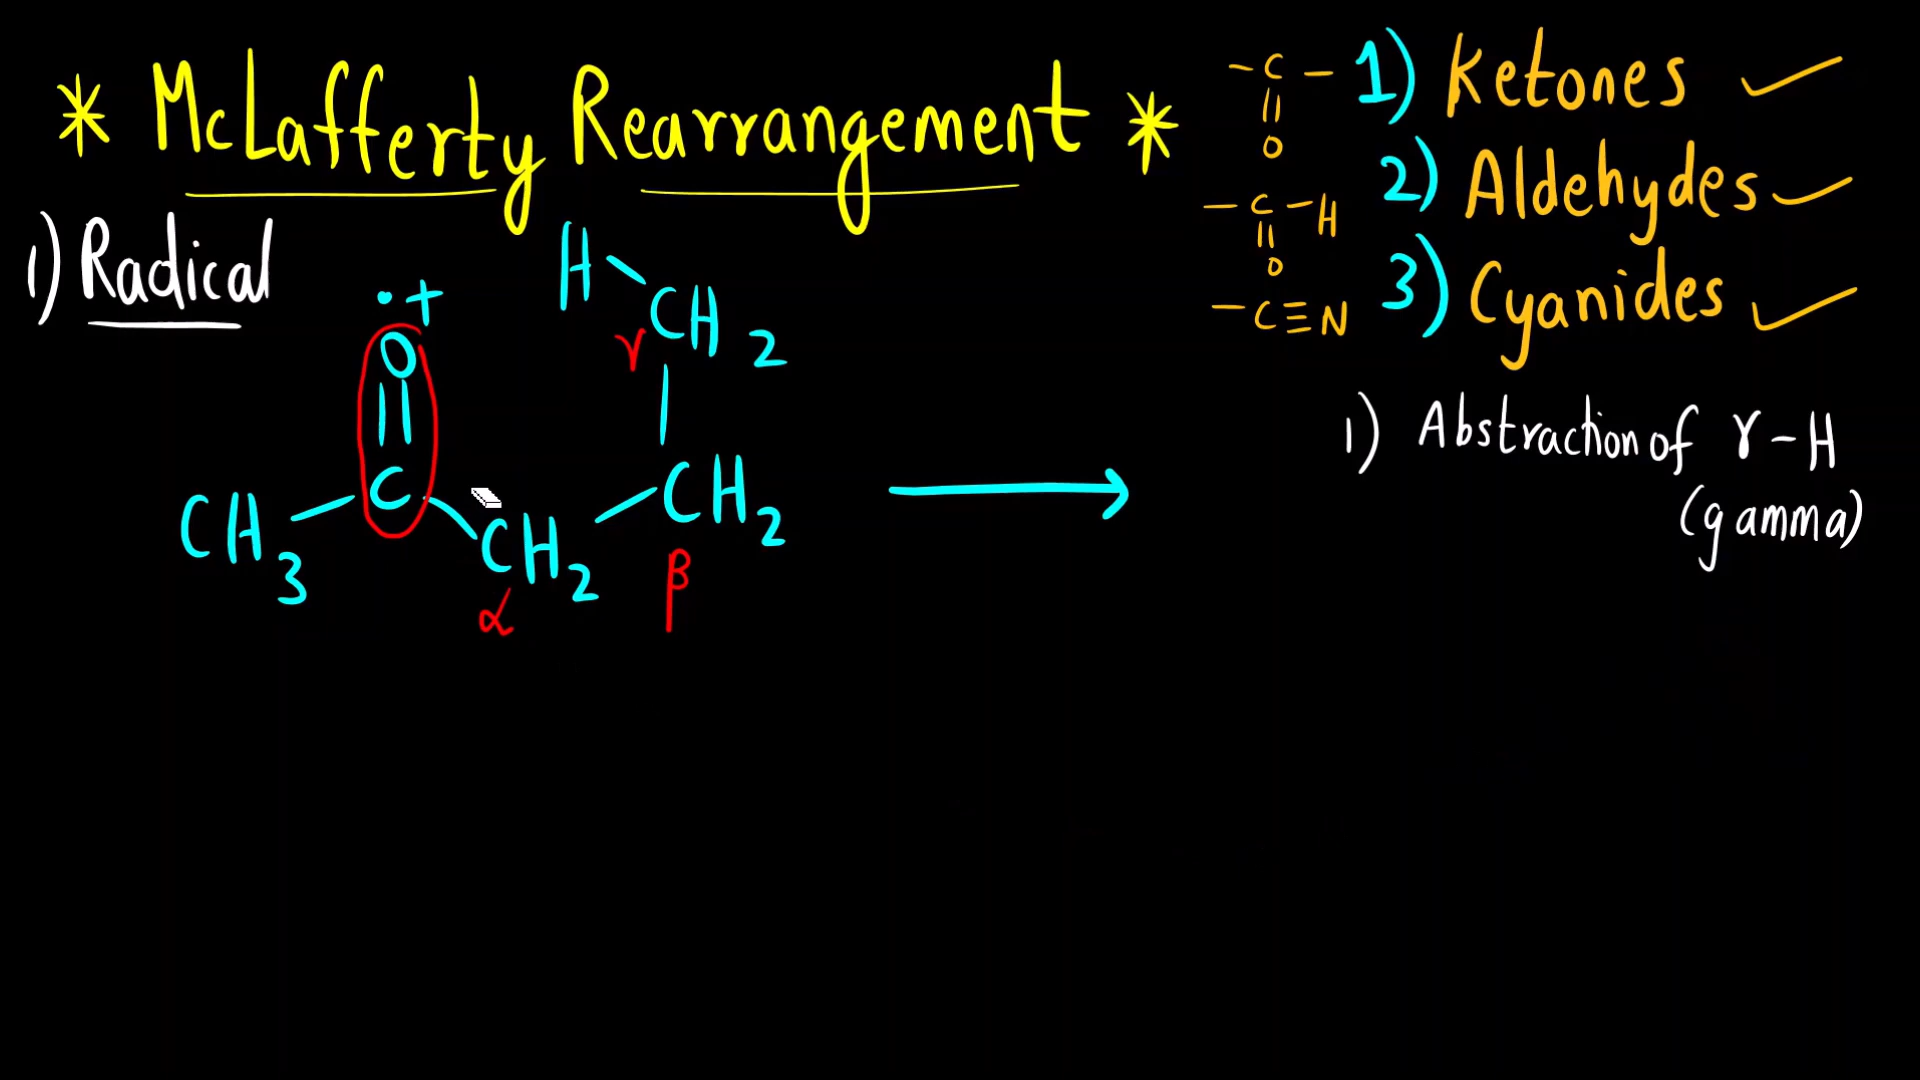 * McLafferty Rearrangement *
1) Radical
•+
O
||
C
CH3
CH2
CH2
CH2
H
α
β
γ
-C-
||
O
1) Ketones ✓
-C-H
||
O
2) Aldehydes ✓
-C≡N
3) Cyanides ✓
1) Abstraction of γ-H
(gamma)